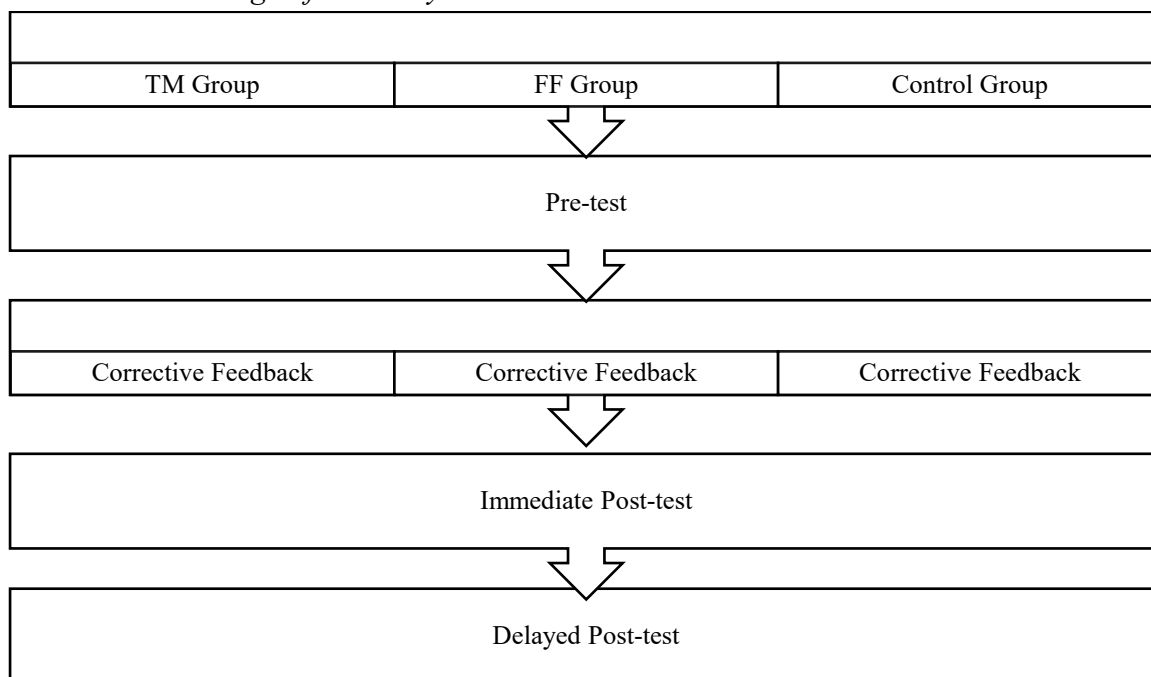 TM Group FF Group Control Group
Pre-test
Corrective Feedback Corrective Feedback Corrective Feedback
Immediate Post-test
Delayed Post-test